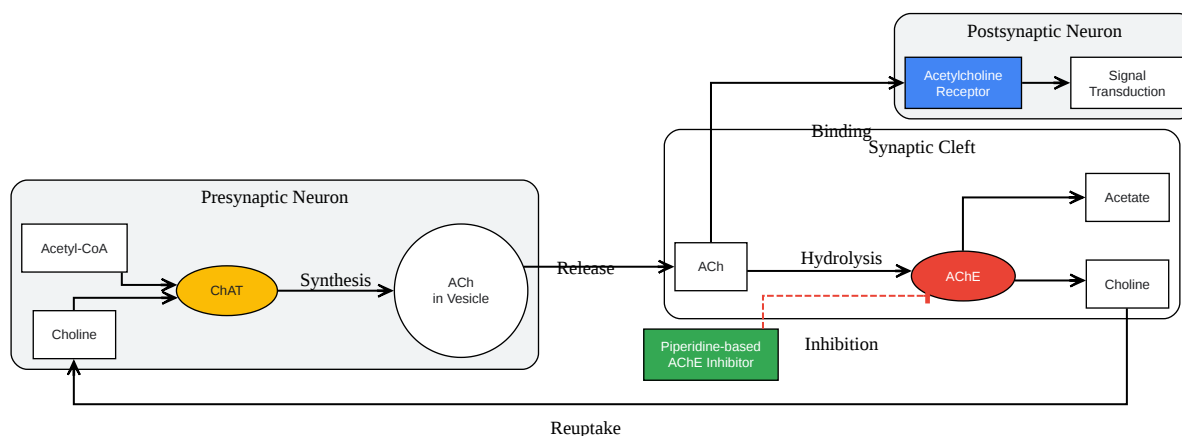 Postsynaptic Neuron
Acetylcholine
Receptor
Signal
Transduction
Binding
Synaptic Cleft
Presynaptic Neuron
Acetyl-CoA
ChAT
Synthesis
ACh
in Vesicle
Choline
Release
ACh
Hydrolysis
AChE
Acetate
Choline
Piperidine-based
AChE Inhibitor
Inhibition
Reuptake